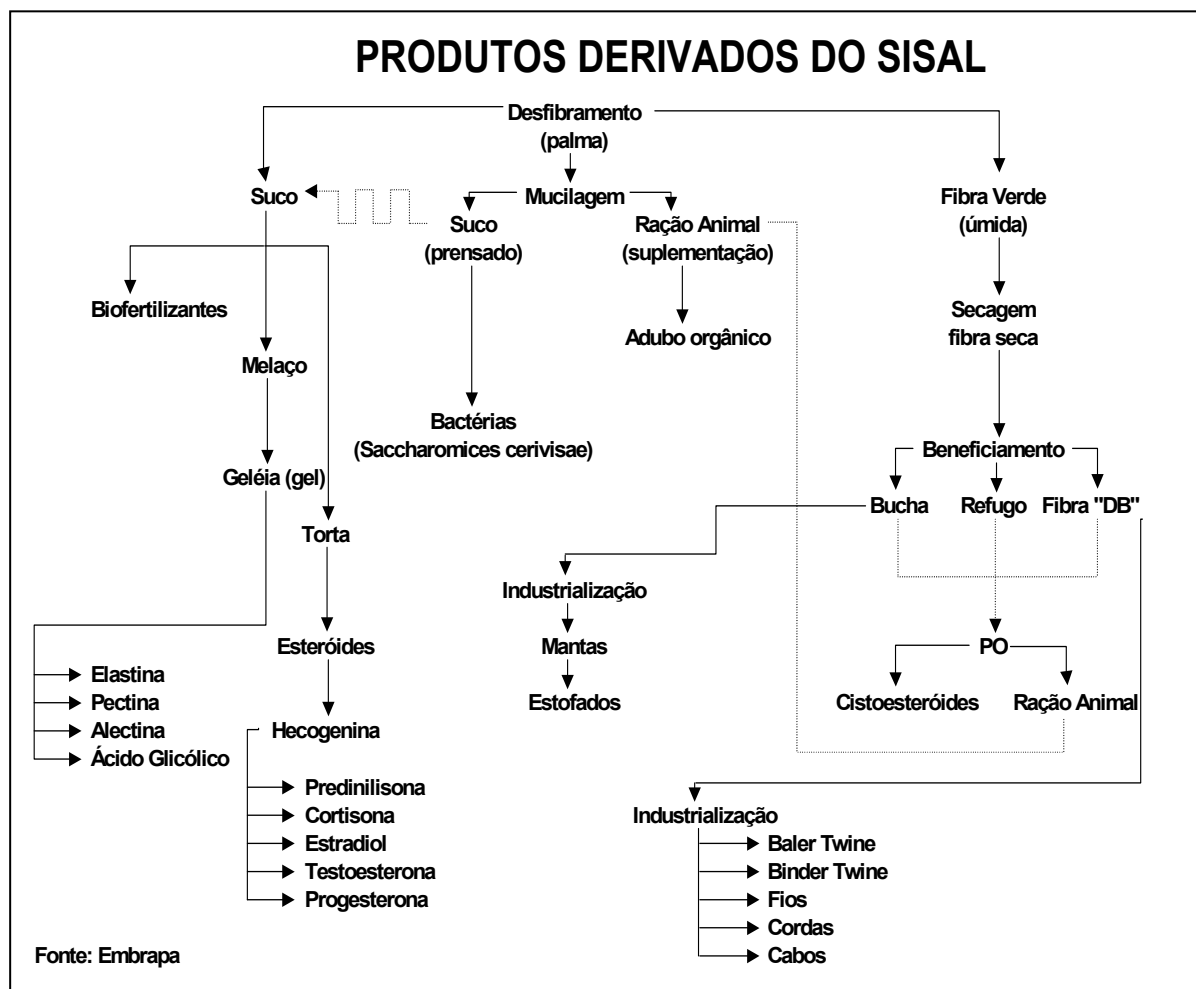 PRODUTOS DERIVADOS DO SISAL
Desfibramento
(palma)
Suco
Mucilagem
Fibra Verde
(úmida)
Suco
(prensado)
Ração Animal
(suplementação)
Biofertilizantes
Adubo orgânico
Secagem
fibra seca
Melaço
Bactérias
(Saccharomices cerivisae)
Beneficiamento
Geléia (gel)
Bucha
Refugo
Fibra "DB"
Torta
Industrialização
Esteróides
Mantas
PO
Elastina
Pectina
Alectina
Ácido Glicólico
Estofados
Cistoesteróides
Ração Animal
Hecogenina
Predinilisona
Cortisona
Estradiol
Testoesterona
Progesterona
Industrialização
Baler Twine
Binder Twine
Fios
Cordas
Cabos
Fonte: Embrapa